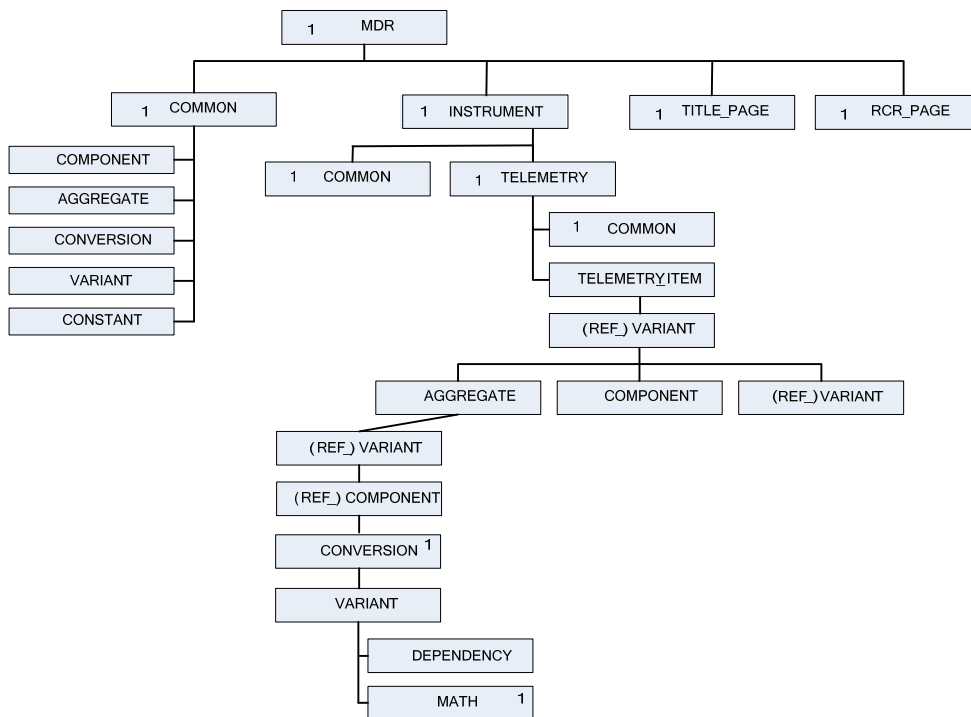 1 MDR
1 COMMON
1 INSTRUMENT
1 TITLE_PAGE
1 RCR_PAGE
COMPONENT
AGGREGATE
CONVERSION
VARIANT
CONSTANT
1 COMMON
1 TELEMETRY
1 COMMON
TELEMETRY_ITEM
(REF_) VARIANT
AGGREGATE
COMPONENT
(REF_) VARIANT
(REF_) VARIANT
(REF_) COMPONENT
CONVERSION 1
VARIANT
DEPENDENCY
MATH 1